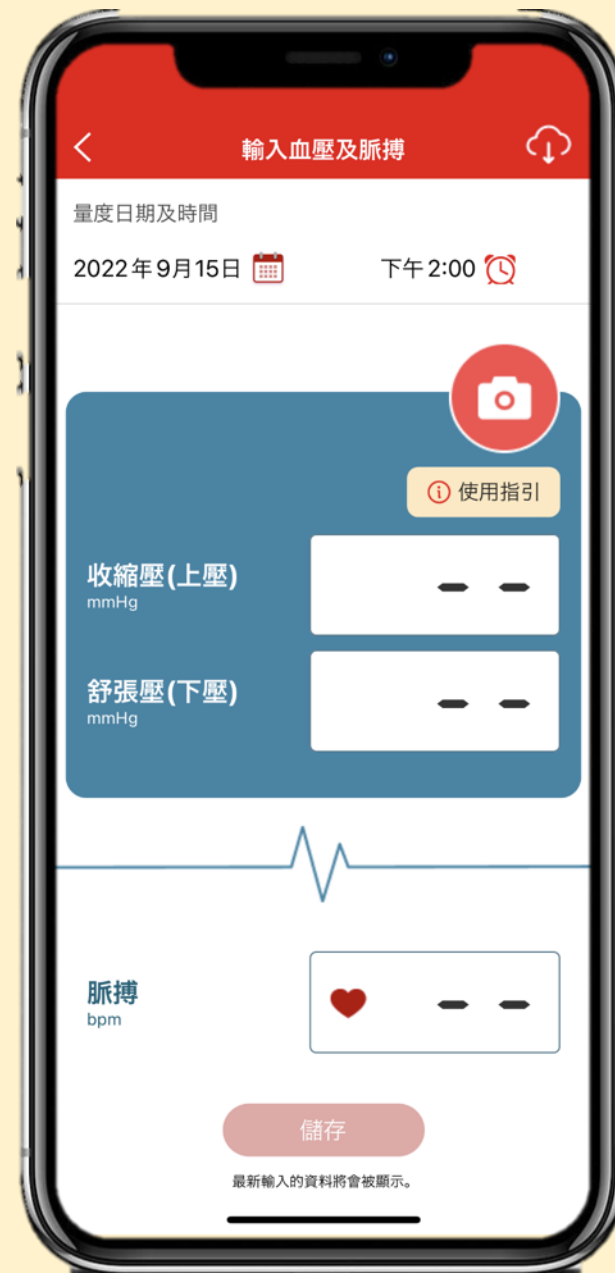 輸入血壓及脈搏
量度日期及時間
2022年9月15日 下午2:00
使用指引
收縮壓(上壓)
mmHg
-- 
舒張壓(下壓)
mmHg
--
脈搏
bpm
--
儲存
最新輸入的資料將會被顯示。